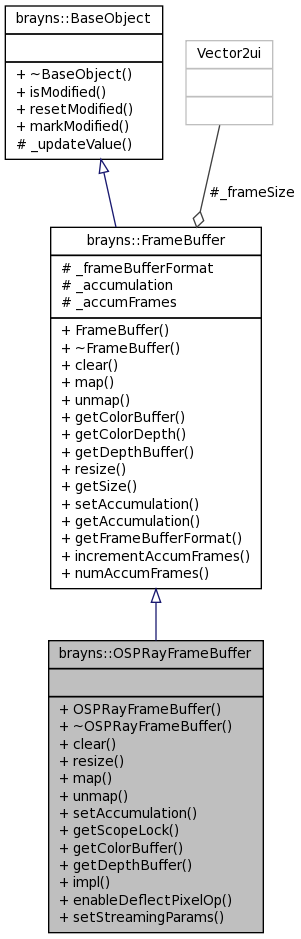 brayns::BaseObject
+ ~BaseObject()
+ isModified()
+ resetModified()
+ markModified()
# _updateValue()
Vector2ui
#_frameSize
brayns::FrameBuffer
# _frameBufferFormat
# _accumulation
# _accumFrames
+ FrameBuffer()
+ ~FrameBuffer()
+ clear()
+ map()
+ unmap()
+ getColorBuffer()
+ getColorDepth()
+ getDepthBuffer()
+ resize()
+ getSize()
+ setAccumulation()
+ getAccumulation()
+ getFrameBufferFormat()
+ incrementAccumFrames()
+ numAccumFrames()
brayns::OSPRayFrameBuffer
+ OSPRayFrameBuffer()
+ ~OSPRayFrameBuffer()
+ clear()
+ resize()
+ map()
+ unmap()
+ setAccumulation()
+ getScopeLock()
+ getColorBuffer()
+ getDepthBuffer()
+ impl()
+ enableDeflectPixelOp()
+ setStreamingParams()